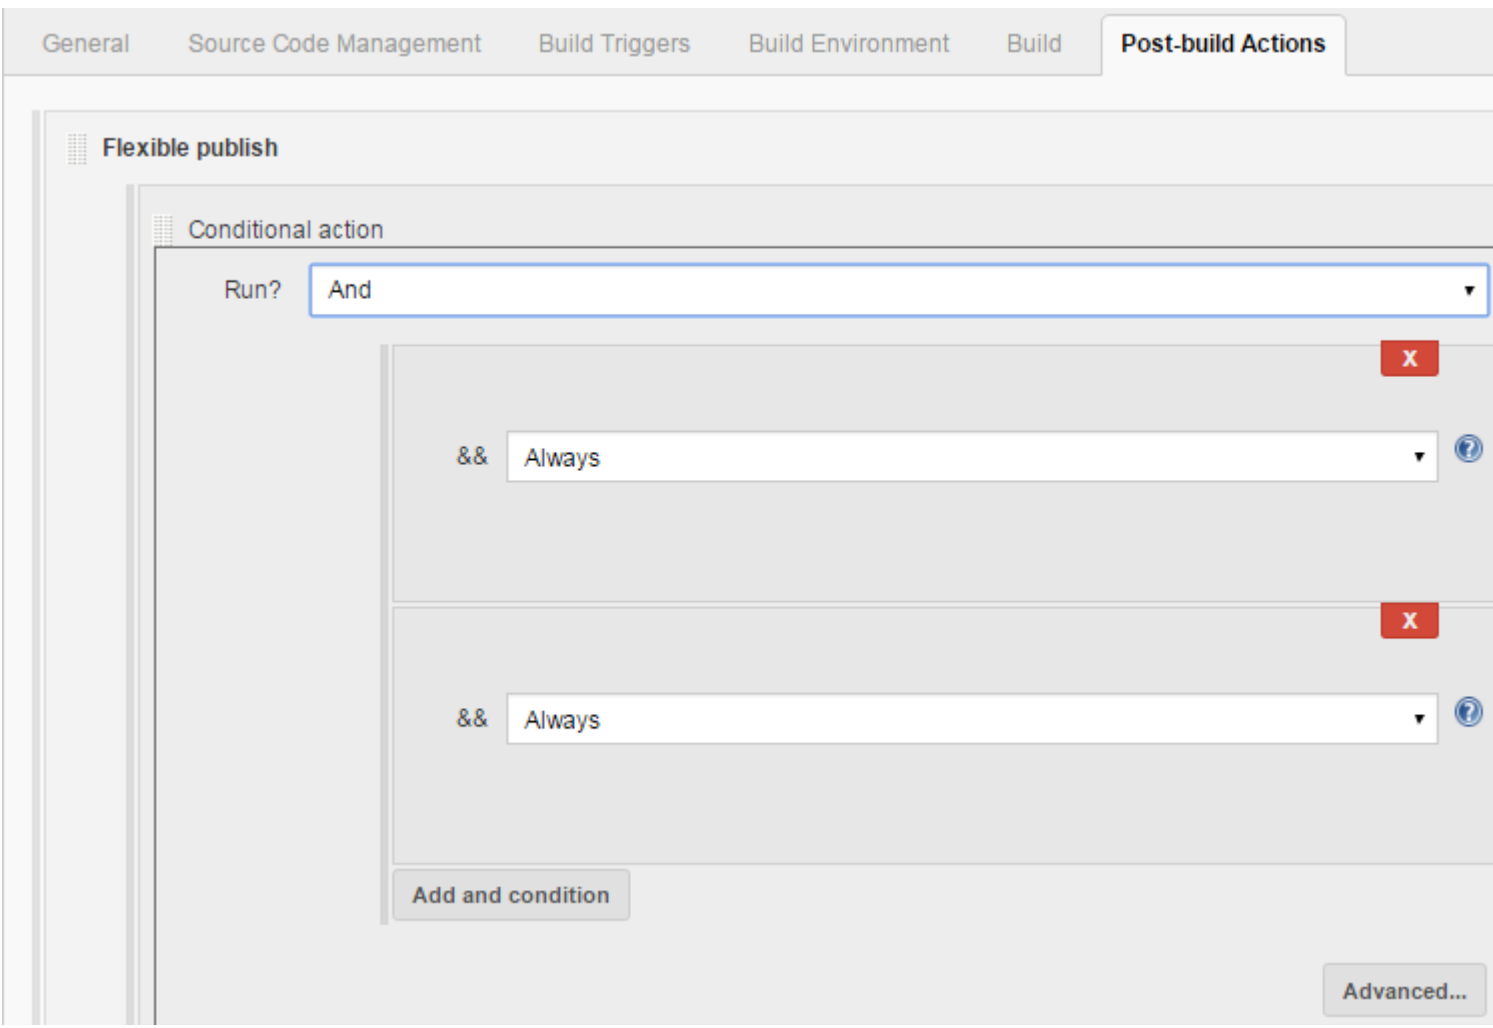 General Source Code Management Build Triggers Build Environment Build Post-build Actions
Flexible publish
Conditional action
Run? And
X
&& Always
X
&& Always
Add and condition
Advanced...